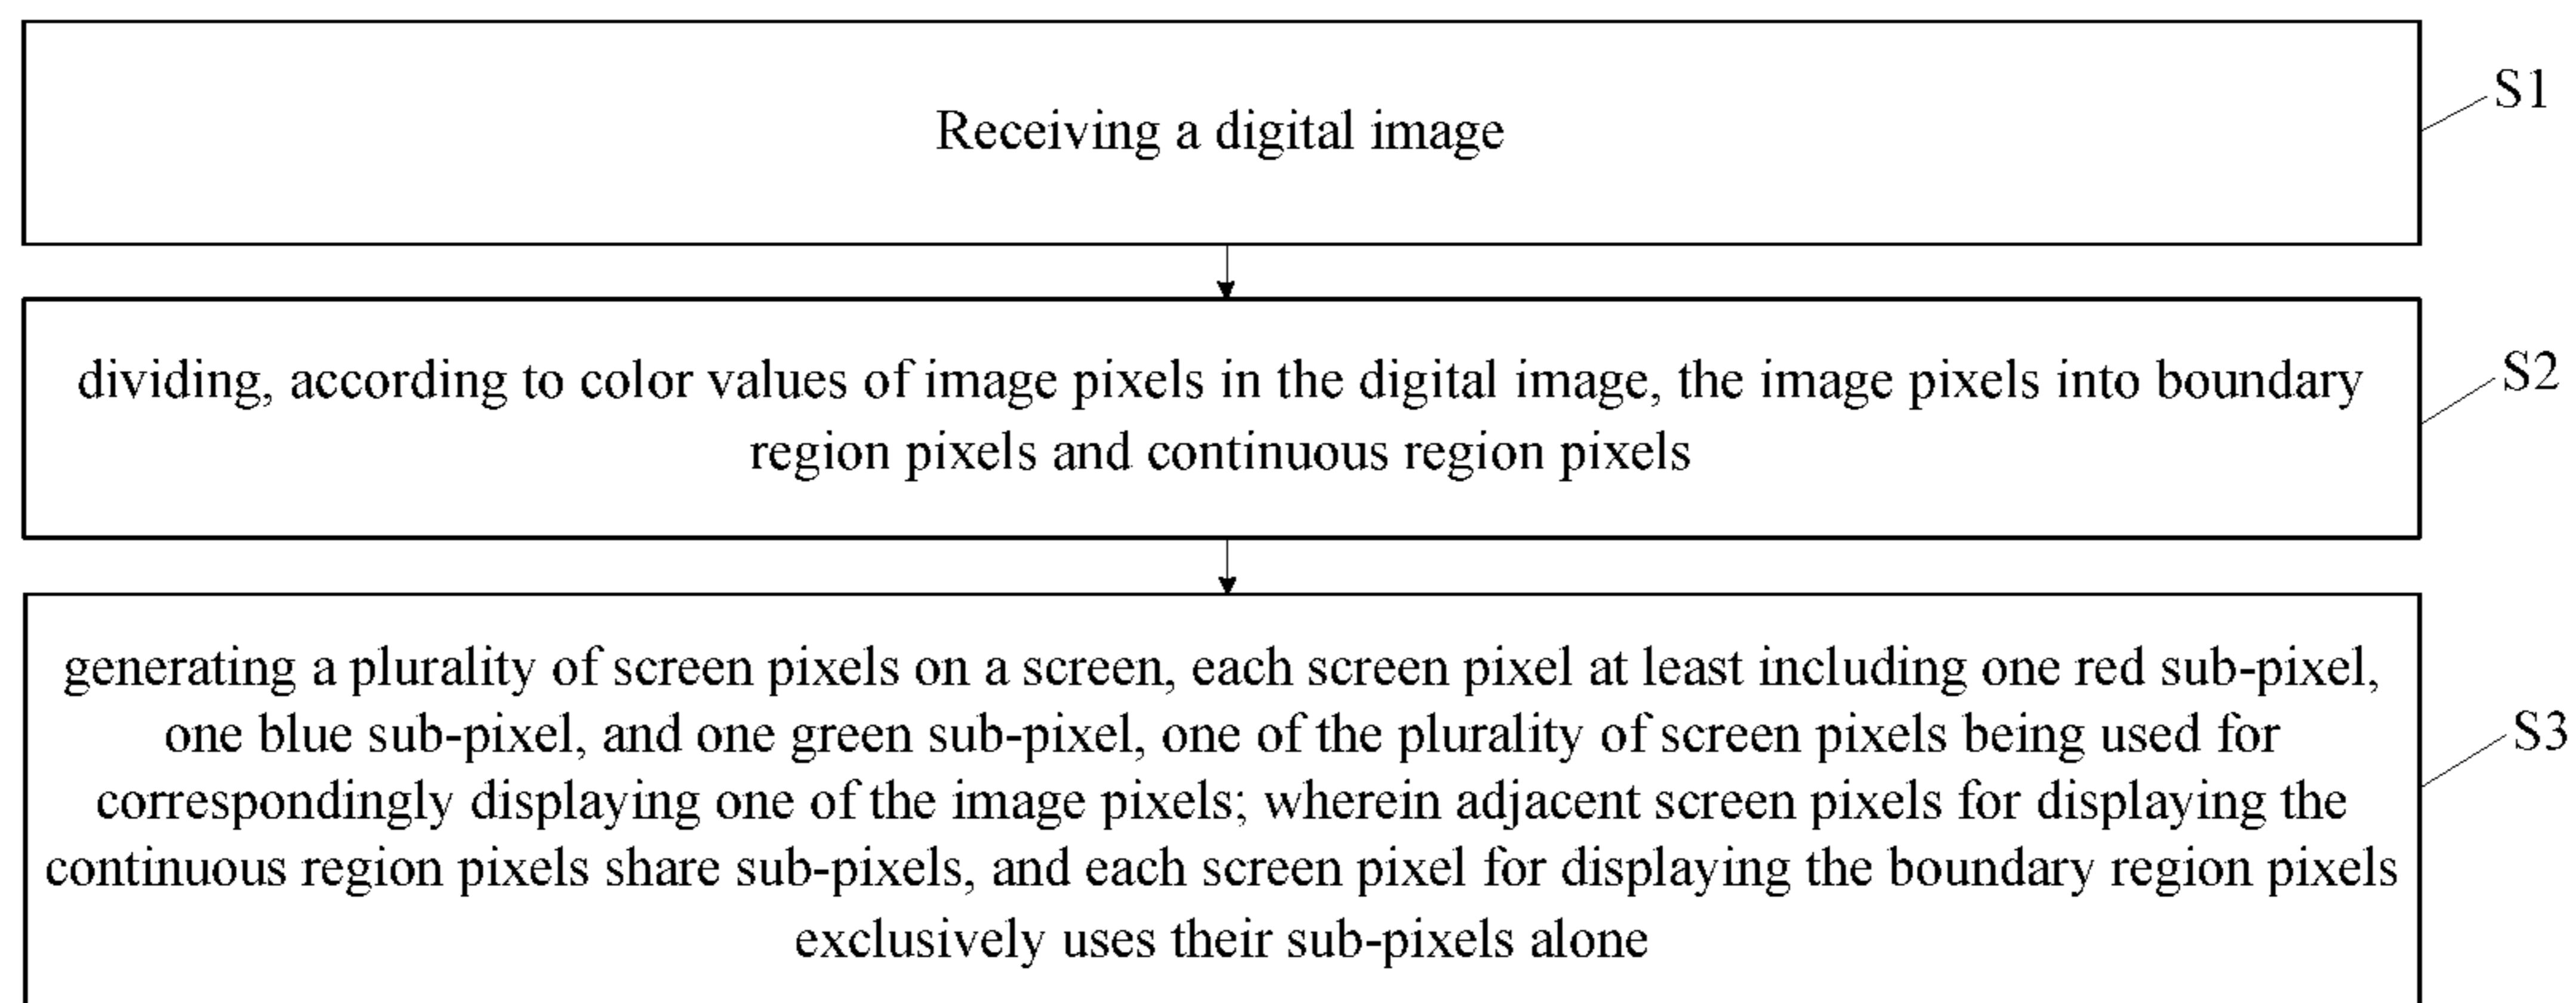 Receiving a digital image
S1
dividing, according to color values of image pixels in the digital image, the image pixels into boundary
region pixels and continuous region pixels
S2
generating a plurality of screen pixels on a screen, each screen pixel at least including one red sub-pixel,
one blue sub-pixel, and one green sub-pixel, one of the plurality of screen pixels being used for
correspondingly displaying one of the image pixels; wherein adjacent screen pixels for displaying the
continuous region pixels share sub-pixels, and each screen pixel for displaying the boundary region pixels
exclusively uses their sub-pixels alone
S3